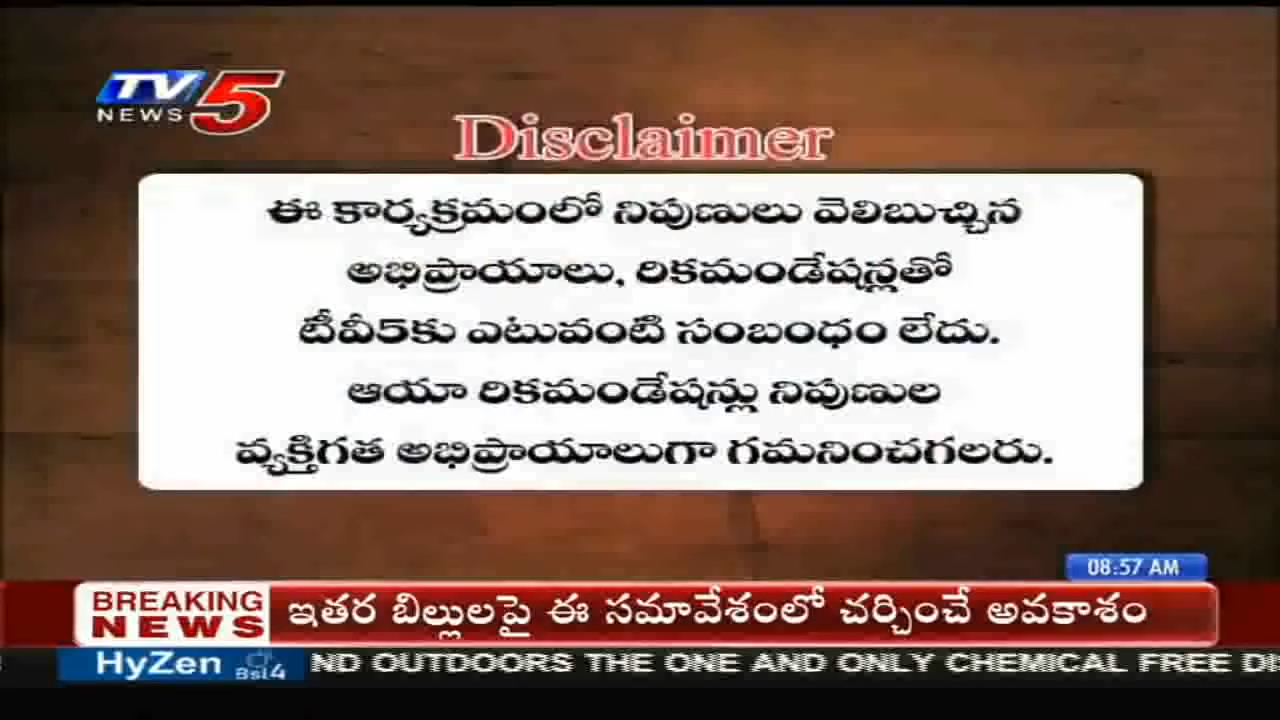 TV5
NEWS
Disclaimer
ఈ కార్యక్రమంలో నిపుణులు వెలిబుచ్చిన
అభిప్రాయాలు, రికమండేషన్లతో
టీవీ5కు ఎటువంటి సంబంధం లేదు.
ఆయా రికమండేషన్లు నిపుణుల
వ్యక్తిగత అభిప్రాయాలుగా గమనించగలరు.
08:57 AM
BREAKING NEWS
ఇతర బిల్లులపై ఈ సమావేశంలో చర్చించే అవకాశం
HyZen Bsl4 ND OUTDOORS THE ONE AND ONLY CHEMICAL FREE DI